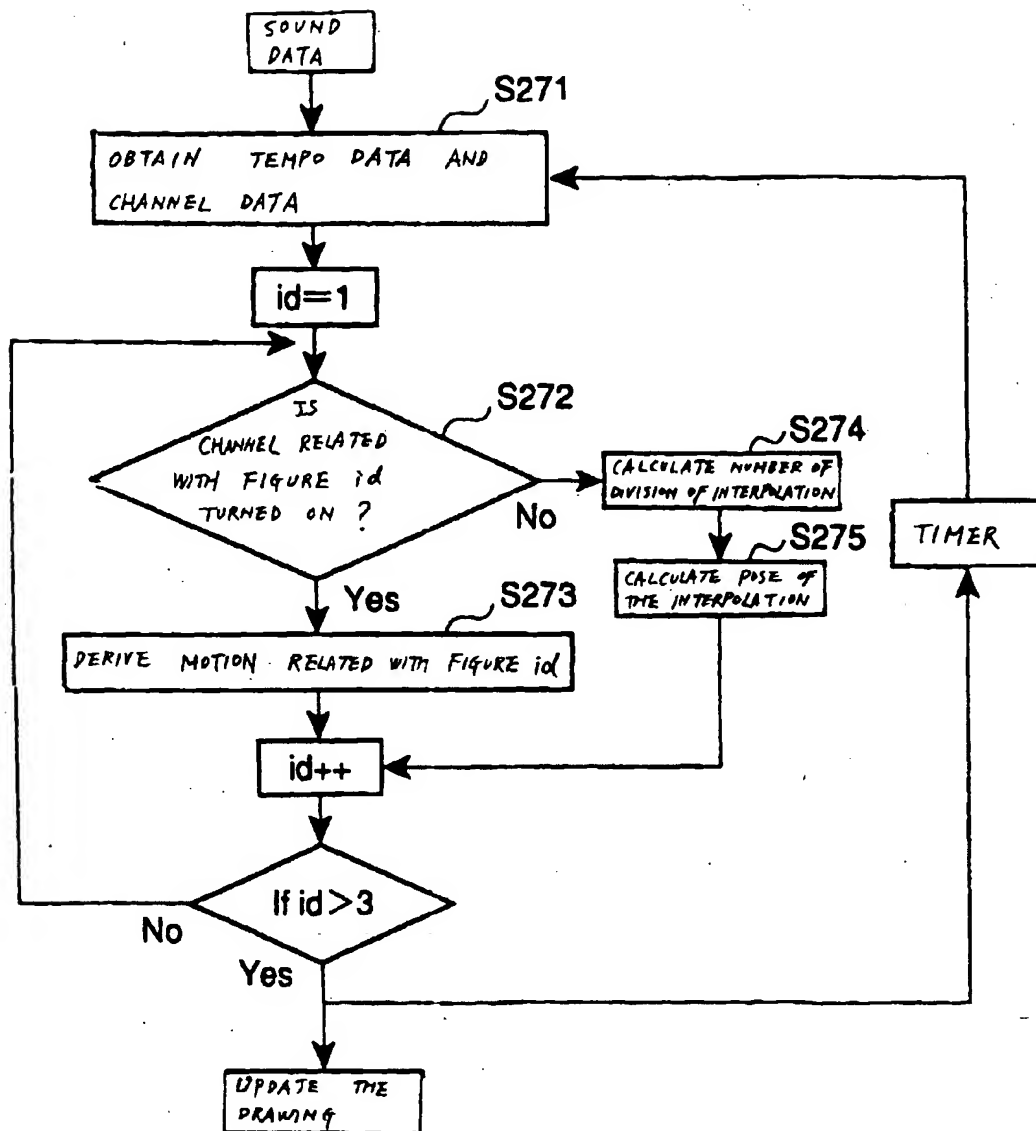 SOUND
DATA
S271
OBTAIN TEMPO DATA AND
CHANNEL DATA
id=1
S272
IS
CHANNEL RELATED
WITH FIGURE id
TURNED ON ?
No
S274
CALCULATE NUMBER OF
DIVISION OF INTERPOLATION
TIMER
S275
CALCULATE POSE OF
THE INTERPOLATION
Yes
S273
DERIVE MOTION RELATED WITH FIGURE id
id++
If id>3
No
Yes
UPDATE THE
DRAWING